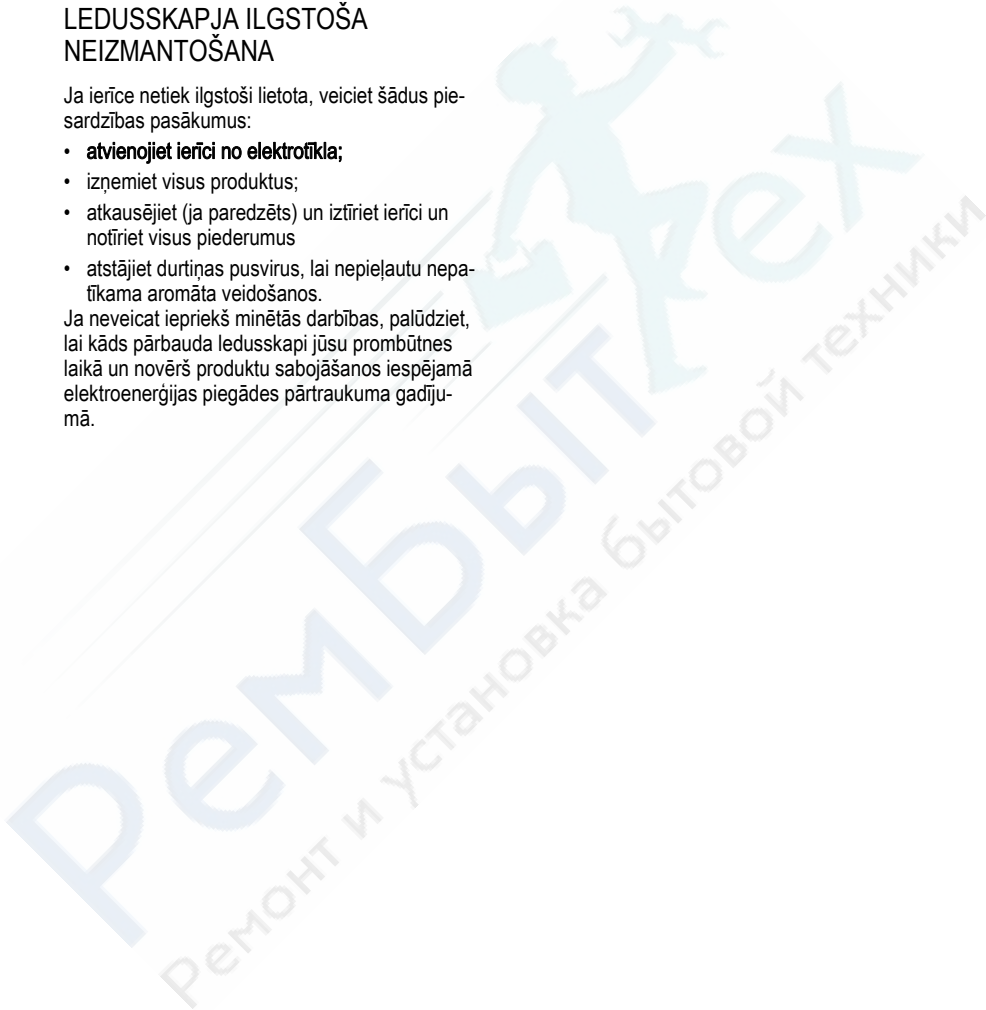 LEDUSSKAPJA ILGSTOŠA
NEIZMANTOŠANA
Ja ierīce netiek ilgstoši lietota, veiciet šādus pie-
sardzības pasākumus:
• atvienojiet ierīci no elektrotīkla;
• izņemiet visus produktus;
• atkausējiet (ja paredzēts) un iztīriet ierīci un
notīriet visus piederumus
• atstājiet durtiņas pusvirus, lai nepieļautu nepa-
tīkama aromāta veidošanos.
Ja neveicat iepriekš minētās darbības, palūdziet,
lai kāds pārbauda ledusskapi jūsu prombūtnes
laikā un novērš produktu sabojāšanos iespējamā
elektroenerģijas piegādes pārtraukuma gadīju-
mā.
РемБытТех
Ремонт и установка бытовой техники